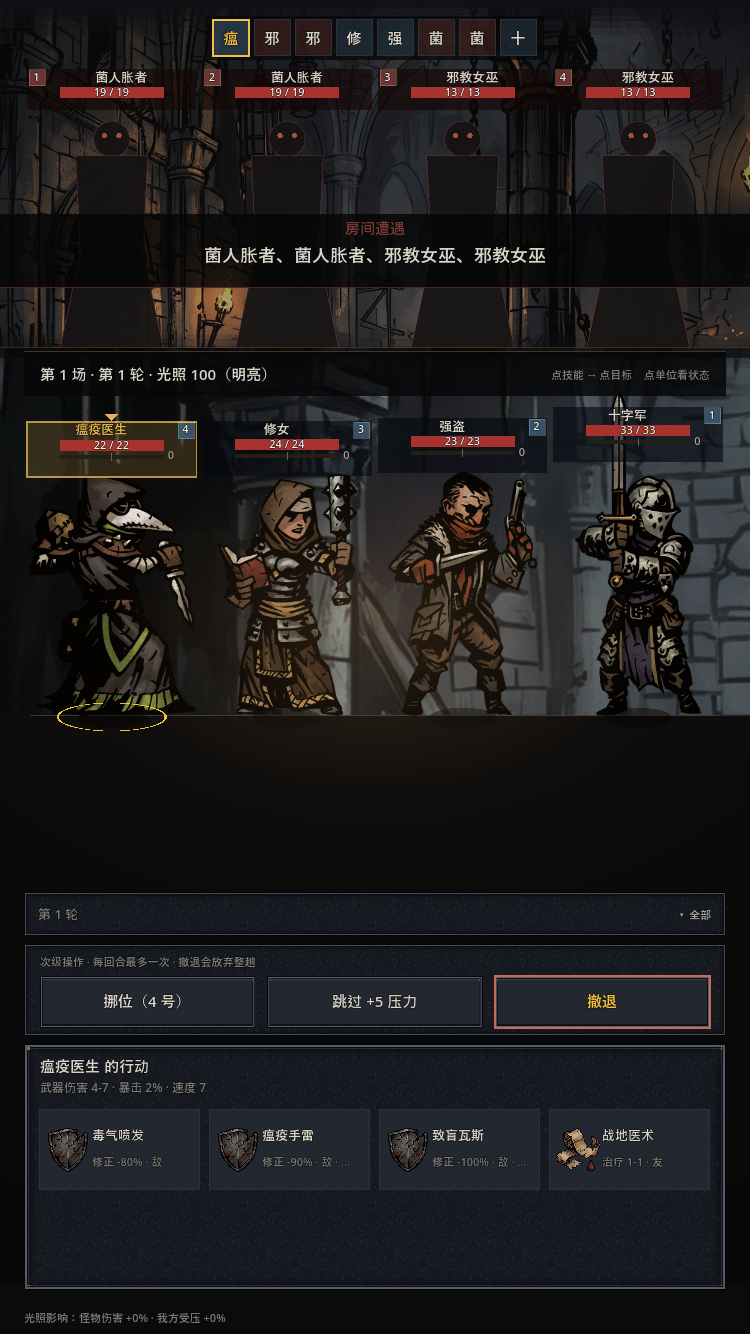 瘟 邪 邪 修 强 菌 菌 十
1 菌人胀者 2 菌人胀者 3 邪教女巫 4 邪教女巫
19 / 19 19 / 19 13 / 13 13 / 13
房间遭遇
菌人胀者、菌人胀者、邪教女巫、邪教女巫
第 1 场 · 第 1 轮 · 光照 100（明亮） 点技能 → 点目标 点单位看状态
瘟疫医生 4 修女 3 强盗 2 十字军 1
22 / 22 24 / 24 23 / 23 33 / 33
0 0 0 0
第 1 轮 ▾ 全部
次级操作 · 每回合最多一次 · 撤退会放弃整趟
挪位（4 号） 跳过 +5 压力 撤退
瘟疫医生 的行动
武器伤害 4-7 · 暴击 2% · 速度 7
毒气喷发 瘟疫手雷 致盲瓦斯 战地医术
修正 -80% · 敌 修正 -90% · 敌 · ... 修正 -100% · 敌 · ... 治疗 1-1 · 友
光照影响：怪物伤害 +0% · 我方受压 +0%